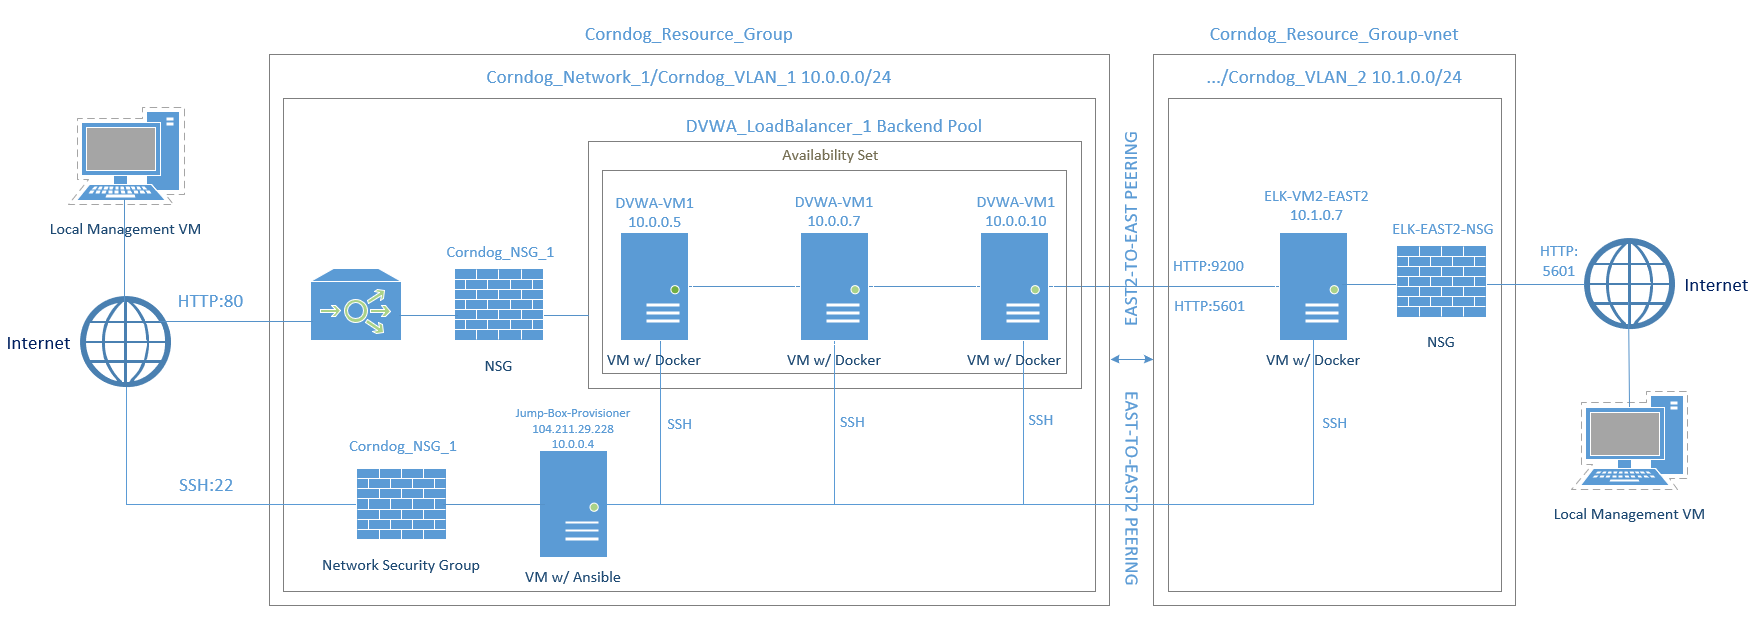 Corndog_Resource_Group
Corndog_Resource_Group-vnet
Corndog_Network_1/Corndog_VLAN_1 10.0.0.0/24
.../Corndog_VLAN_2 10.1.0.0/24
DVWA_LoadBalancer_1 Backend Pool
Availability Set
DVWA-VM1
10.0.0.5
DVWA-VM1
10.0.0.7
DVWA-VM1
10.0.0.10
ELK-VM2-EAST2
10.1.0.7
ELK-EAST2-NSG
Local Management VM
Corndog_NSG_1
EAST2-TO-EAST PEERING
HTTP:9200
HTTP:5601
HTTP:
5601
Internet
HTTP:80
Internet
NSG
VM w/ Docker
VM w/ Docker
VM w/ Docker
VM w/ Docker
NSG
Jump-Box-Provisioner
104.211.29.228
10.0.0.4
SSH
SSH
SSH
SSH
EAST-TO-EAST2 PEERING
Corndog_NSG_1
SSH:22
Local Management VM
Network Security Group
VM w/ Ansible